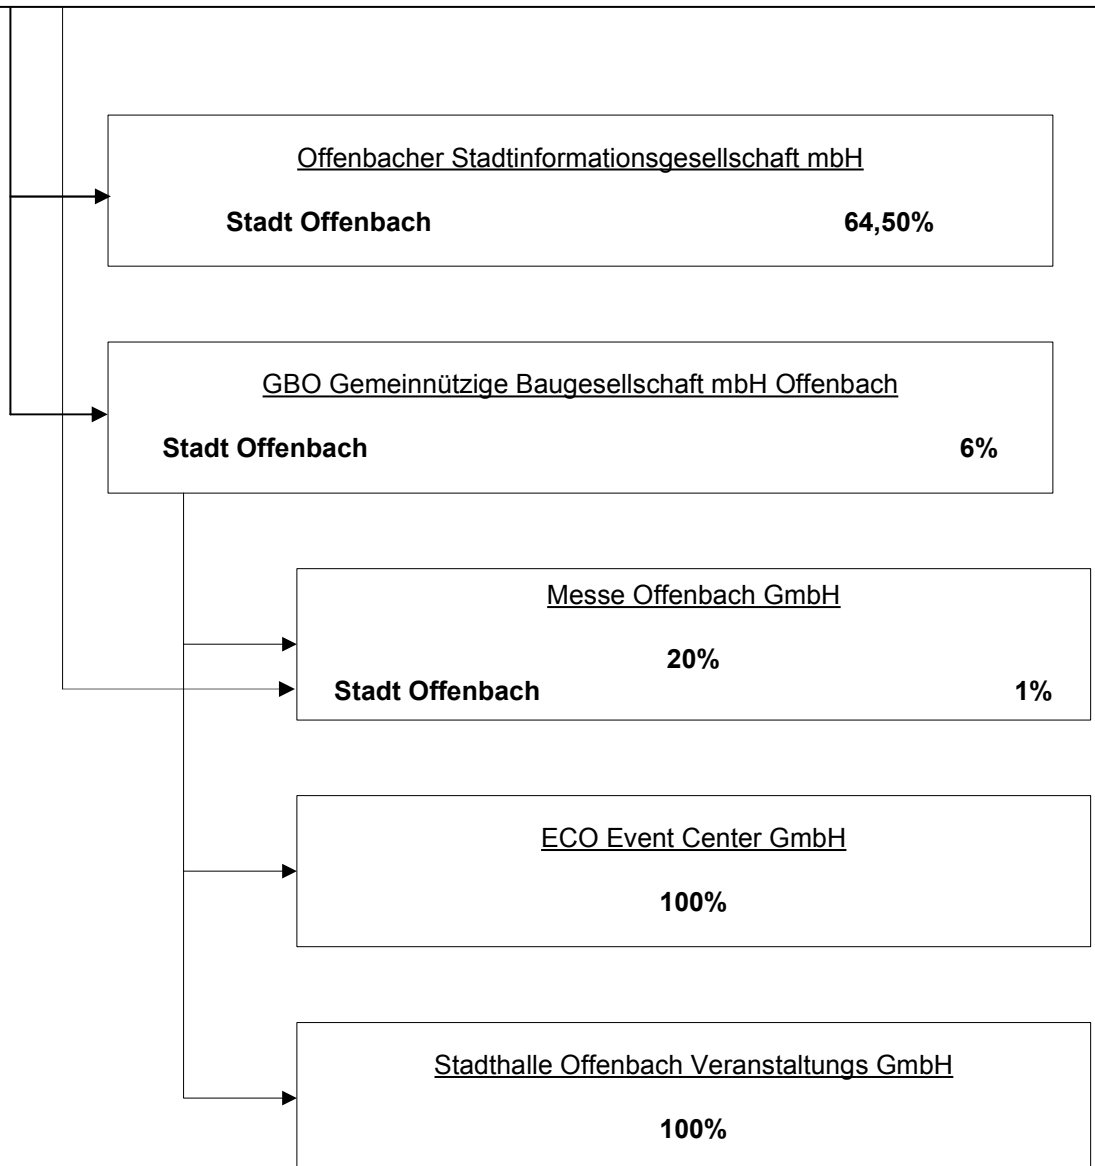 Offenbacher Stadtinformationsgesellschaft mbH
Stadt Offenbach 64,50%
GBO Gemeinnützige Baugesellschaft mbH Offenbach
Stadt Offenbach 6%
Messe Offenbach GmbH
20%
Stadt Offenbach 1%
ECO Event Center GmbH
100%
Stadthalle Offenbach Veranstaltungs GmbH
100%